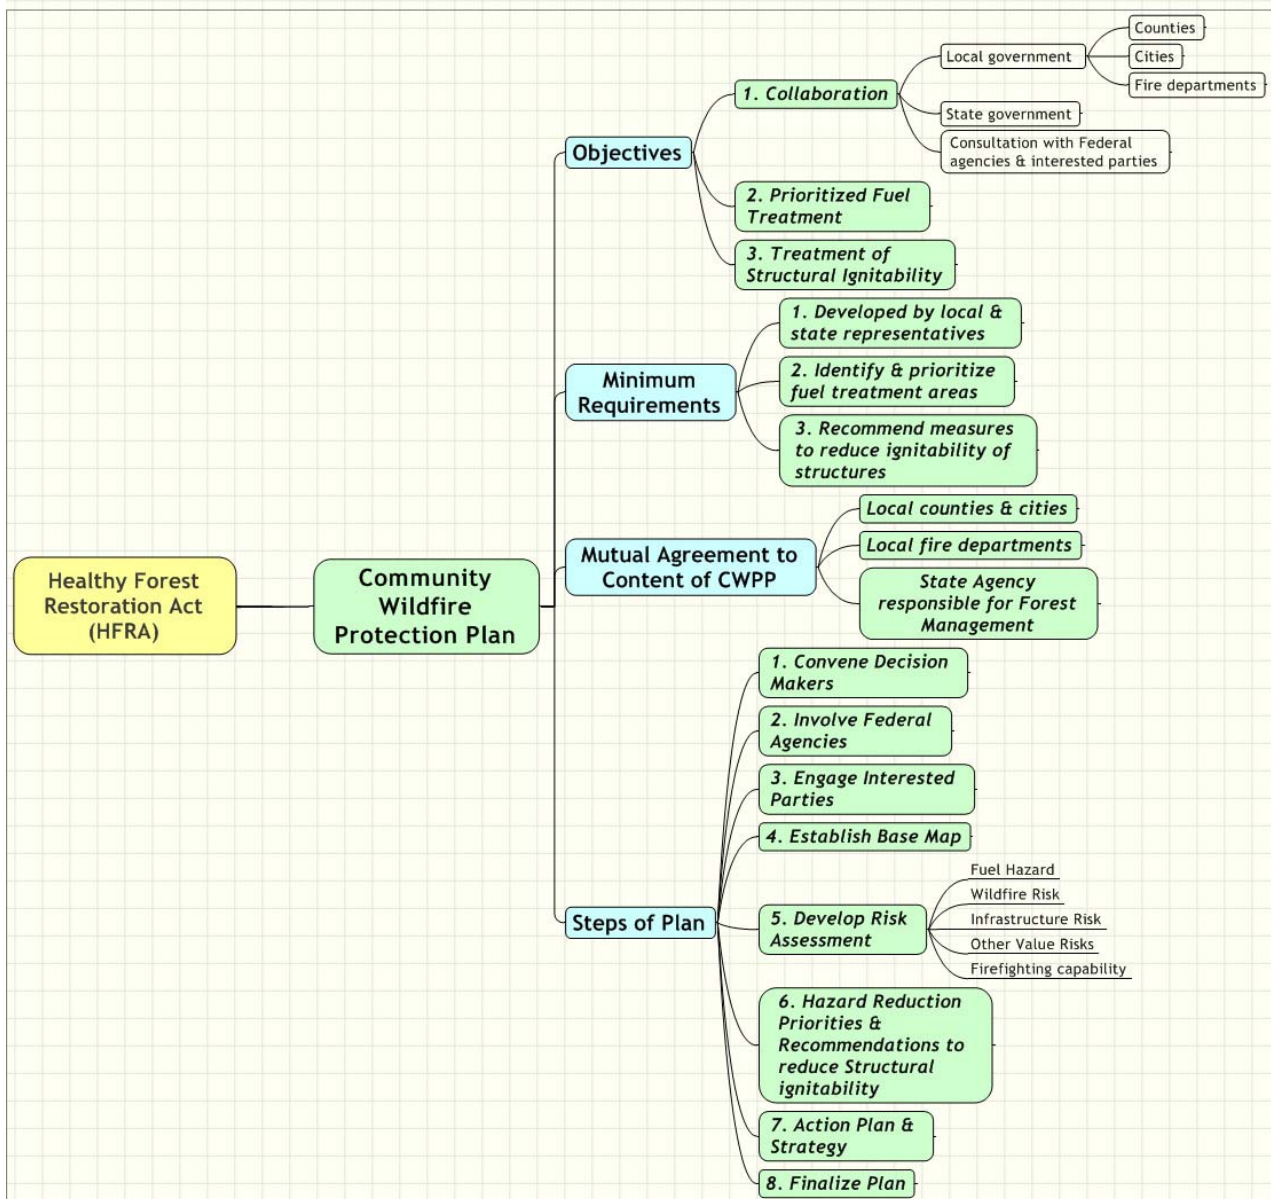 Healthy Forest
Restoration Act
(HFRA)
Community
Wildfire
Protection Plan
Objectives
1. Collaboration
Local government
Counties
Cities
Fire departments
State government
Consultation with Federal
agencies & interested parties
2. Prioritized Fuel
Treatment
3. Treatment of
Structural Ignitability
Minimum
Requirements
1. Developed by local &
state representatives
2. Identify & prioritize
fuel treatment areas
3. Recommend measures
to reduce ignitability of
structures
Mutual Agreement to
Content of CWPP
Local counties & cities
Local fire departments
State Agency
responsible for Forest
Management
Steps of Plan
1. Convene Decision
Makers
2. Involve Federal
Agencies
3. Engage Interested
Parties
4. Establish Base Map
5. Develop Risk
Assessment
Fuel Hazard
Wildfire Risk
Infrastructure Risk
Other Value Risks
Firefighting capability
6. Hazard Reduction
Priorities &
Recommendations to
reduce Structural
ignitability
7. Action Plan &
Strategy
8. Finalize Plan